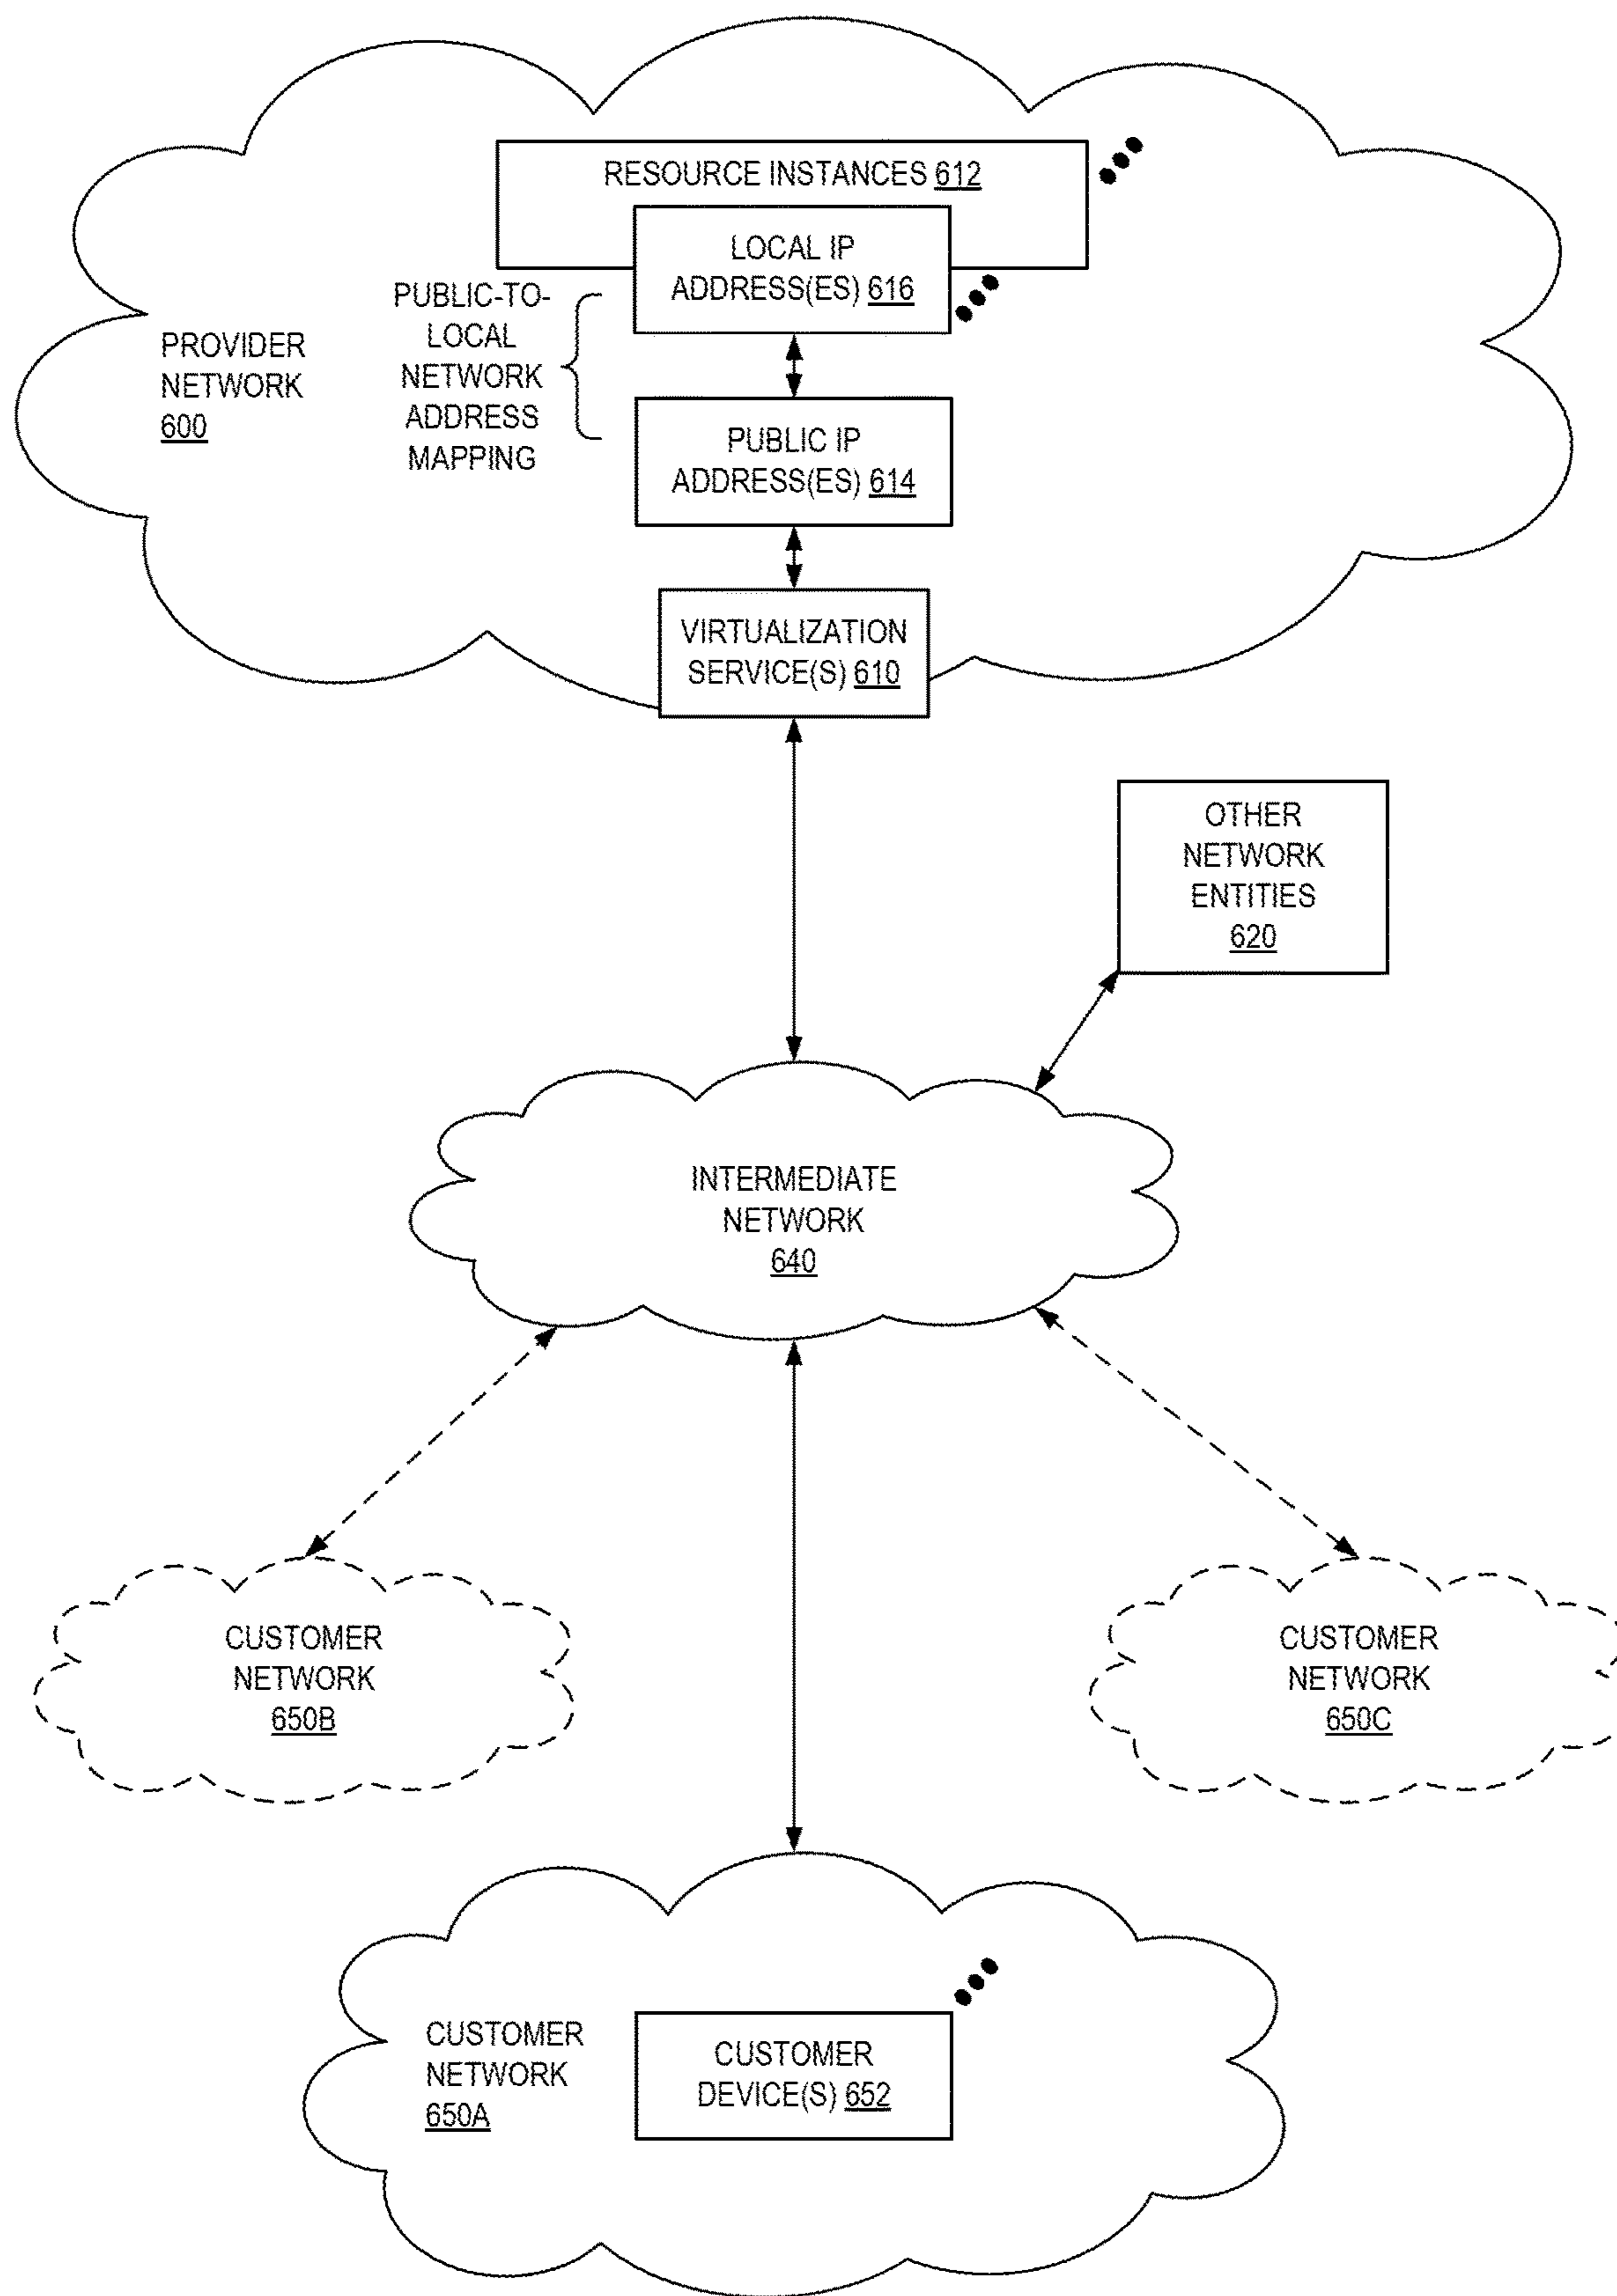 RESOURCE INSTANCES 612
LOCAL IP
ADDRESS(ES) 616
PUBLIC-TO-
LOCAL
NETWORK
ADDRESS
MAPPING
PROVIDER
NETWORK
600
PUBLIC IP
ADDRESS(ES) 614
VIRTUALIZATION
SERVICE(S) 610
OTHER
NETWORK
ENTITIES
620
INTERMEDIATE
NETWORK
640
CUSTOMER
NETWORK
650B
CUSTOMER
NETWORK
650C
CUSTOMER
NETWORK
650A
CUSTOMER
DEVICE(S) 652